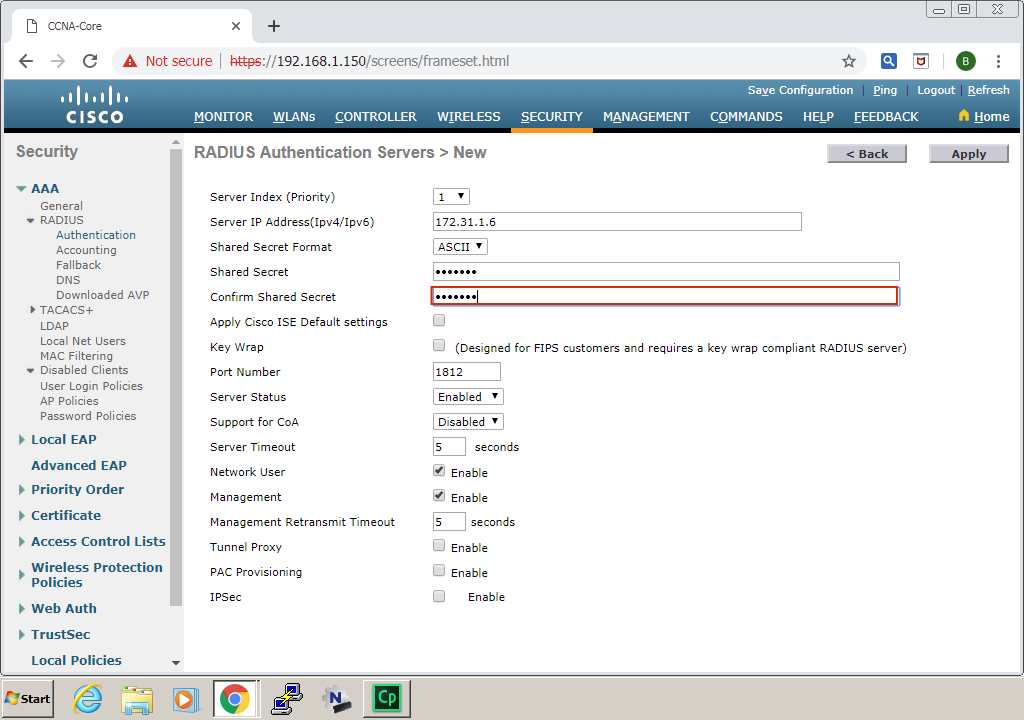 CCNA-Core
Not secure https://192.168.1.150/screens/frameset.html
B
Save Configuration Ping Logout Refresh
CISCO
MONITOR WLANs CONTROLLER WIRELESS SECURITY MANAGEMENT COMMANDS HELP FEEDBACK Home
Security
AAA
General
RADIUS
Authentication
Accounting
Fallback
DNS
Downloaded AVP
TACACS+
LDAP
Local Net Users
MAC Filtering
Disabled Clients
User Login Policies
AP Policies
Password Policies
Local EAP
Advanced EAP
Priority Order
Certificate
Access Control Lists
Wireless Protection
Policies
Web Auth
TrustSec
Local Policies
RADIUS Authentication Servers > New
< Back Apply
Server Index (Priority) 1
Server IP Address(Ipv4/Ipv6) 172.31.1.6
Shared Secret Format ASCII
Shared Secret •••••••
Confirm Shared Secret •••••••
Apply Cisco ISE Default settings
Key Wrap (Designed for FIPS customers and requires a key wrap compliant RADIUS server)
Port Number 1812
Server Status Enabled
Support for CoA Disabled
Server Timeout 5 seconds
Network User Enable
Management Enable
Management Retransmit Timeout 5 seconds
Tunnel Proxy Enable
PAC Provisioning Enable
IPSec Enable
Start
N
Cp